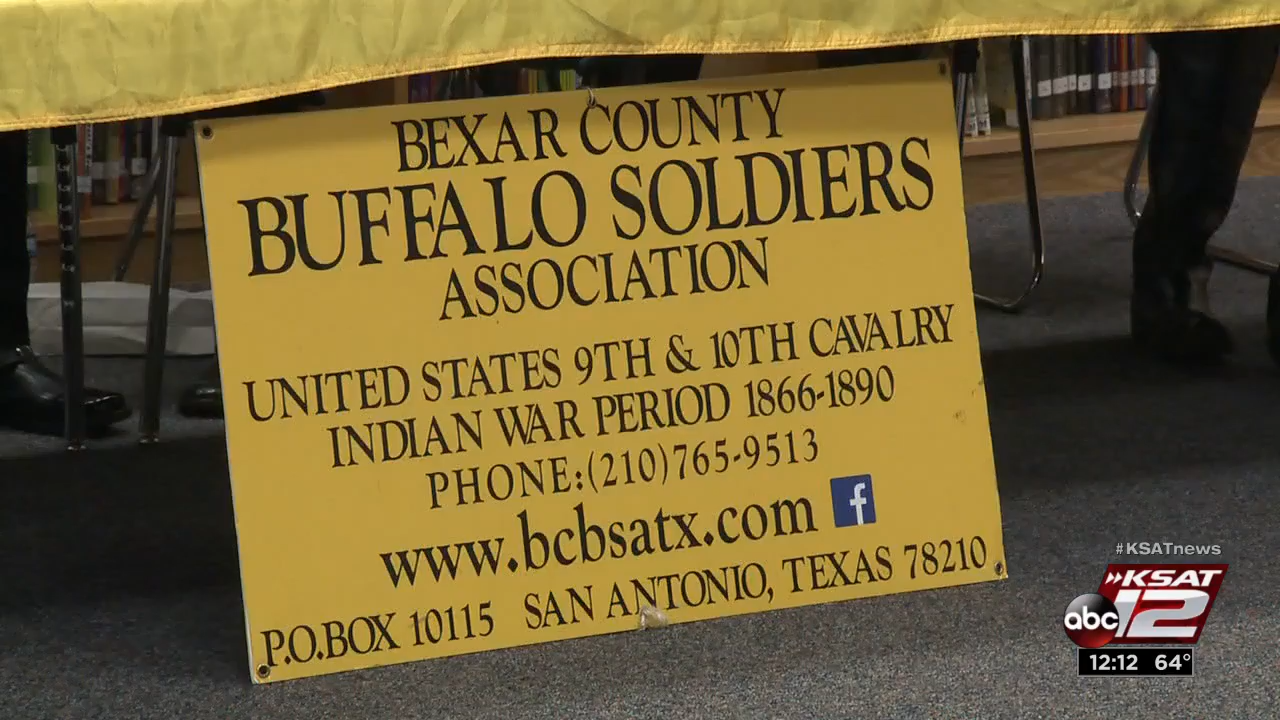 BEXAR COUNTY
BUFFALO SOLDIERS
ASSOCIATION
UNITED STATES 9TH & 10TH CAVALRY
INDIAN WAR PERIOD 1866-1890
PHONE:(210)765-9513
www.bcbsatx.com f
P.O.BOX 10115 SAN ANTONIO, TEXAS 78210
#KSATnews
KSAT
abc 12
12:12 64°